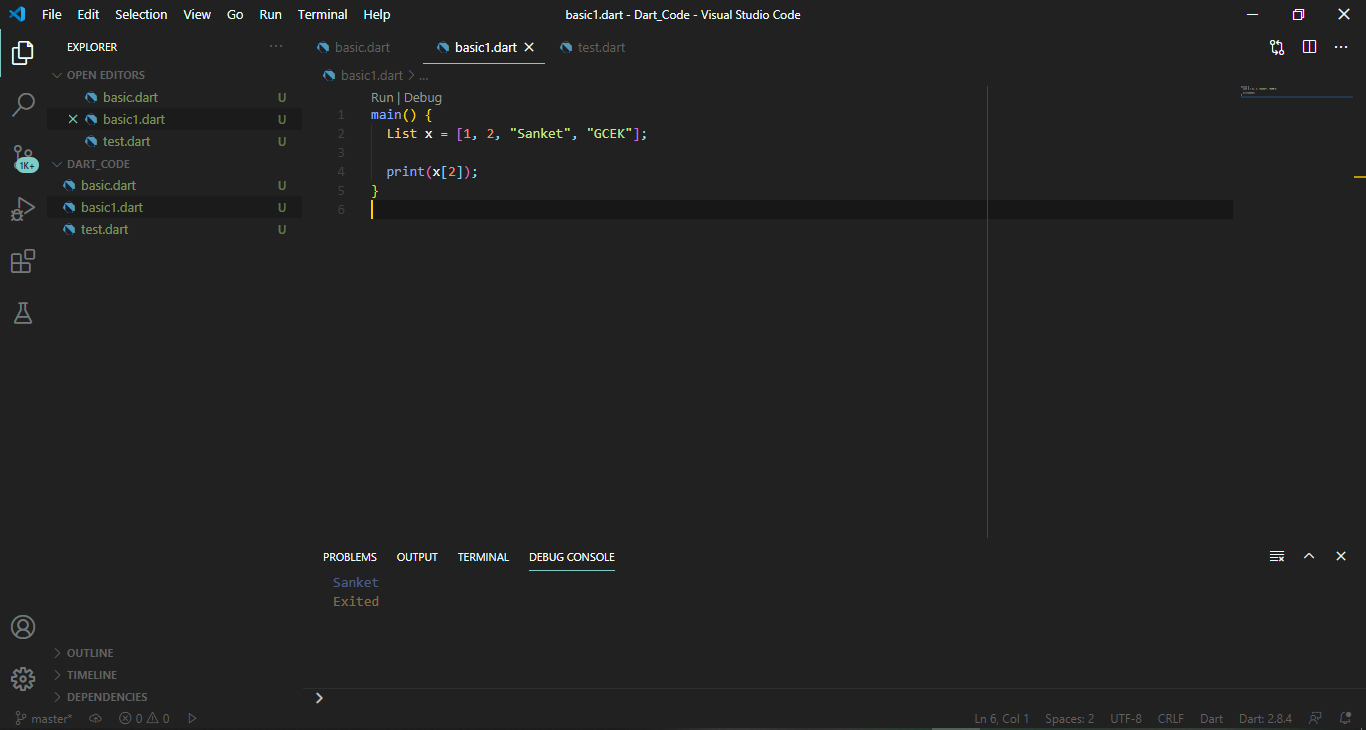 File Edit Selection View Go Run Terminal Help
basic1.dart - Dart_Code - Visual Studio Code
EXPLORER
OPEN EDITORS
basic.dart U
basic1.dart U
test.dart U
1K+
DART_CODE
basic.dart U
basic1.dart U
test.dart U
OUTLINE
TIMELINE
DEPENDENCIES
basic.dart basic1.dart test.dart
basic1.dart > ...
Run | Debug
1 main() {
2 List x = [1, 2, "Sanket", "GCEK"];
3
4 print(x[2]);
5 }
6
PROBLEMS OUTPUT TERMINAL DEBUG CONSOLE
Sanket
Exited
master* 0 0 Ln 6, Col 1 Spaces: 2 UTF-8 CRLF Dart Dart: 2.8.4